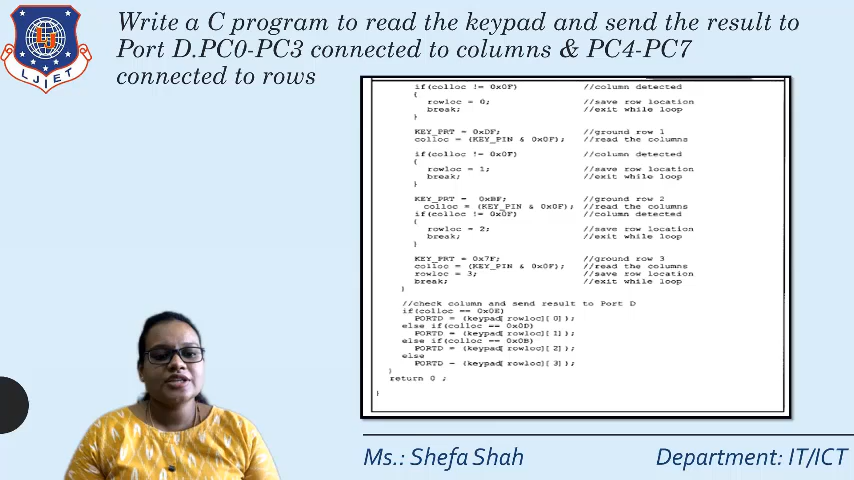 Write a C program to read the keypad and send the result to
Port D.PC0-PC3 connected to columns & PC4-PC7
connected to rows
LJIET
if(colloc != 0x0F) //column detected
{
rowloc = 0; //save row location
break; //exit while loop
}
KEY_PRT = 0xDF; //ground row 1
colloc = (KEY_PIN & 0x0F); //read the columns
if(colloc != 0x0F) //column detected
{
rowloc = 1; //save row location
break; //exit while loop
}
KEY_PRT = 0xBF; //ground row 2
colloc = (KEY_PIN & 0x0F); //read the columns
if(colloc != 0x0F) //column detected
{
rowloc = 2; //save row location
break; //exit while loop
}
KEY_PRT = 0x7F; //ground row 3
colloc = (KEY_PIN & 0x0F); //read the columns
rowloc = 3; //save row location
break; //exit while loop
}
//check column and send result to Port D
if(colloc == 0x0E)
PORTD = (keypad[ rowloc][ 0]);
else if(colloc == 0x0D)
PORTD = (keypad[ rowloc][ 1]);
else if(colloc == 0x0B)
PORTD = (keypad[ rowloc][ 2]);
else
PORTD = (keypad[ rowloc][ 3]);
}
return 0 ;
}
Ms.: Shefa Shah Department: IT/ICT